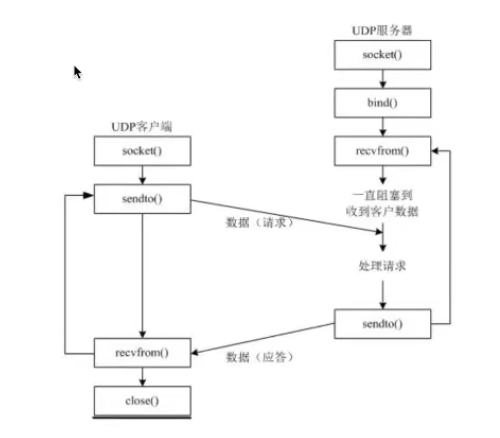 UDP服务器
socket()
bind()
UDP客户端
socket()
recvfrom()
sendto()
一直阻塞到
收到客户数据
数据（请求）
处理请求
sendto()
recvfrom()
数据（应答）
close()